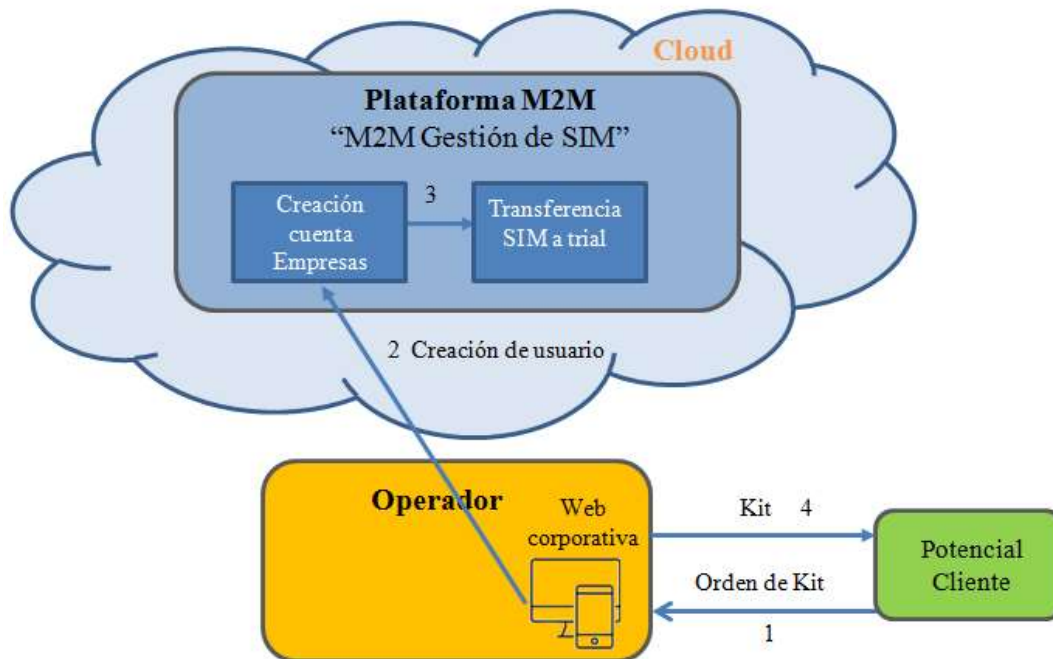 Cloud
Plataforma M2M
“M2M Gestión de SIM”
Creación
cuenta
Empresas
3
Transferencia
SIM a trial
2 Creación de usuario
Operador
Web
corporativa
Kit 4
Orden de Kit
1
Potencial
Cliente